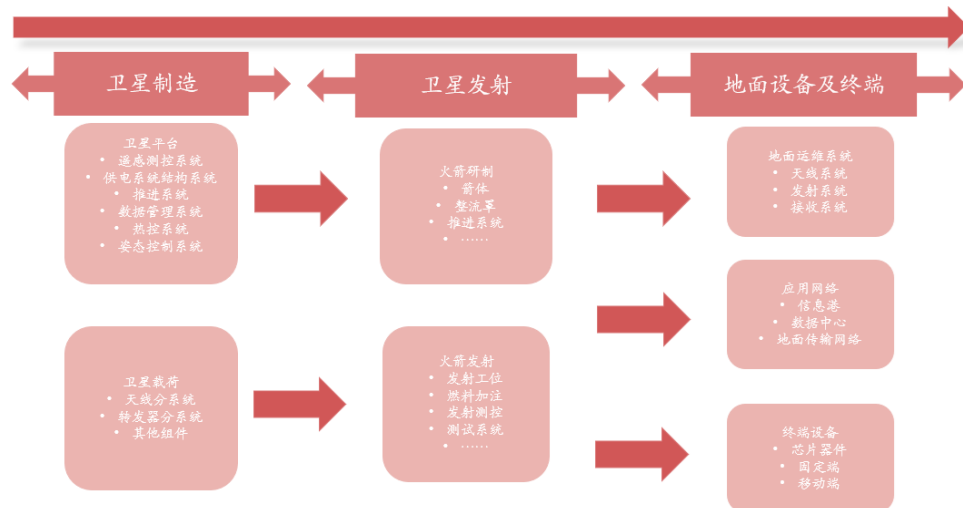 卫星制造
卫星发射
地面设备及终端
卫星平台
• 遥感测控系统
• 供电系统结构系统
• 推进系统
• 数据管理系统
• 热控系统
• 姿态控制系统
火箭研制
• 箭体
• 整流罩
• 推进系统
• ……
地面运维系统
• 天线系统
• 发射系统
• 接收系统
应用网络
• 信息港
• 数据中心
• 地面传输网络
卫星载荷
• 天线分系统
• 转发器分系统
• 其他组件
火箭发射
• 发射工位
• 燃料加注
• 发射测控
• 测试系统
• ……
终端设备
• 芯片器件
• 固定端
• 移动端